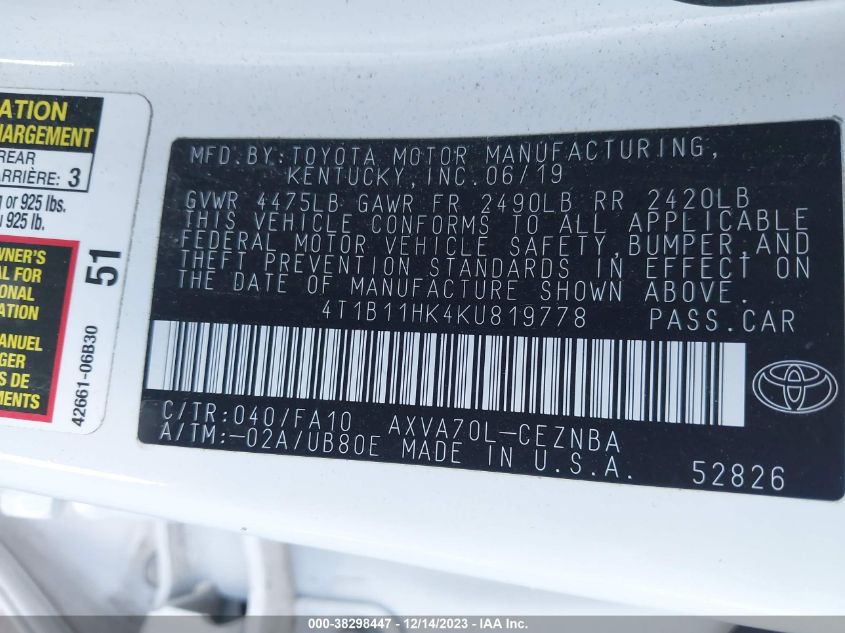 ATION
HARGEMENT
REAR
ARRIÈRE: 3
g or 925 lbs.
u 925 lb.
WNER'S
AL FOR
IONAL
ATION
ANUEL
GER
S DE
MENTS
51
42661-06B30
MFD.BY:TOYOTA MOTOR MANUFACTURING,
KENTUCKY, INC. 06/19
GVWR 4475LB GAWR FR 2490LB RR 2420LB
THIS VEHICLE CONFORMS TO ALL APPLICABLE
FEDERAL MOTOR VEHICLE SAFETY, BUMPER, AND
THEFT PREVENTION STANDARDS IN EFFECT ON
THE DATE OF MANUFACTURE SHOWN ABOVE.
4T1B11HK4KU819778 PASS.CAR
C/TR:040/FA10 AXVA70L-CEZNBA
A/TM:-02A/UB80E MADE IN U.S.A.
52826
000-38298447 - 12/14/2023 - IAA Inc.